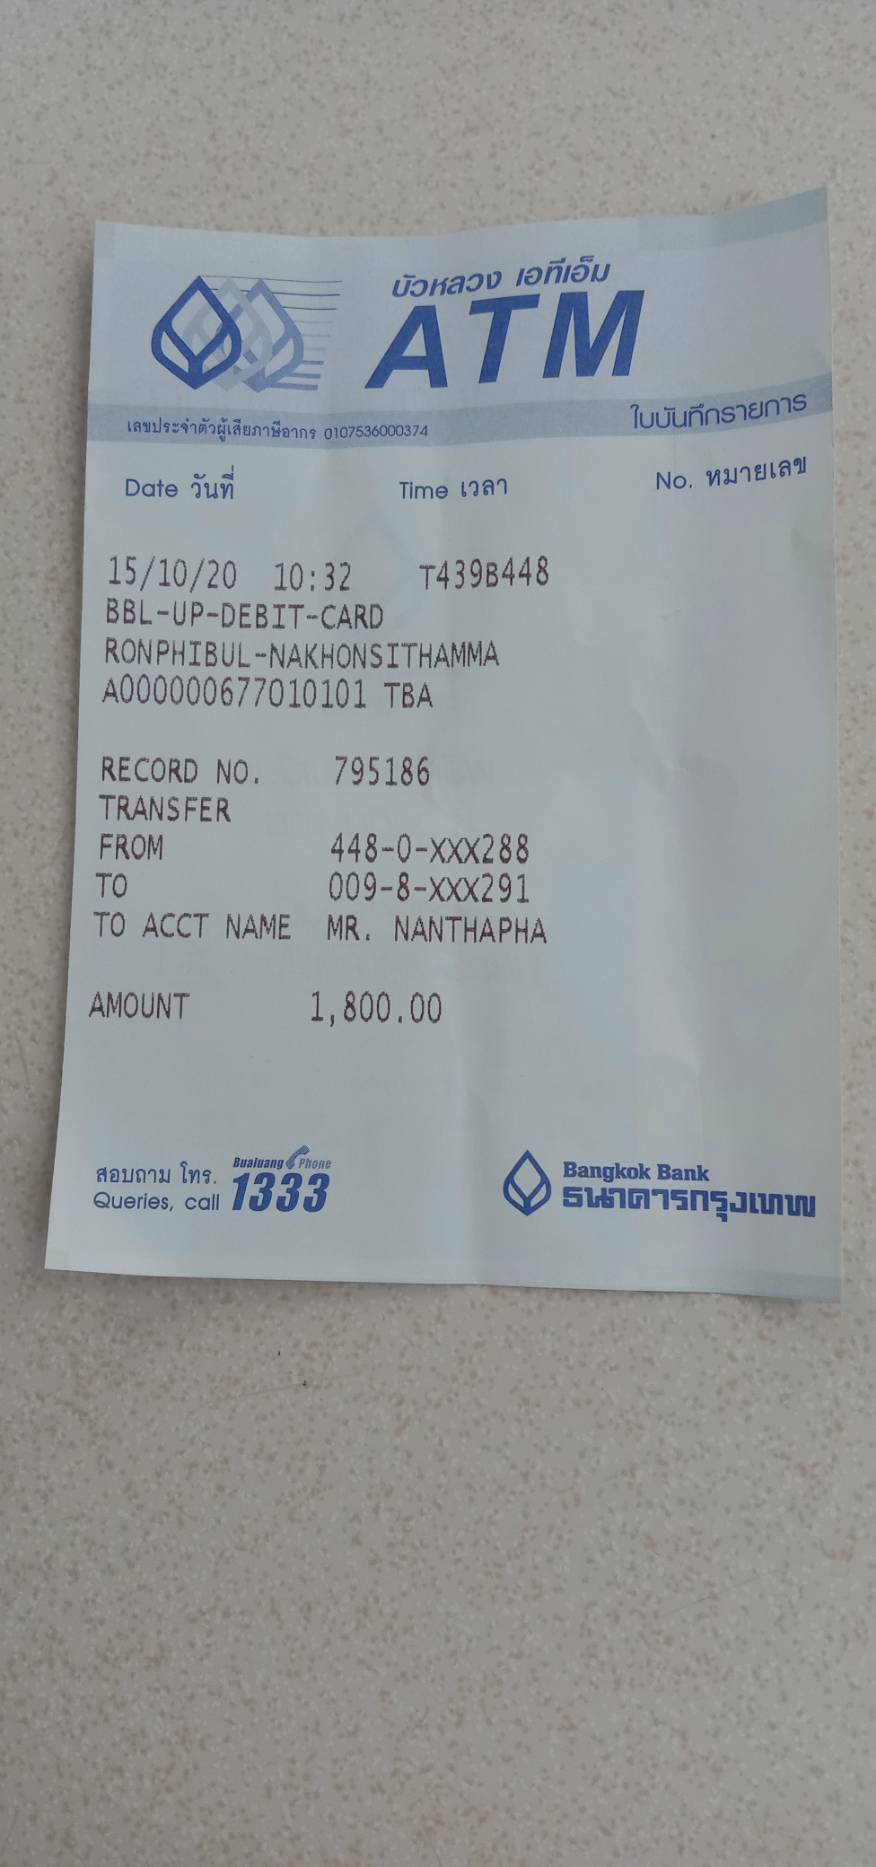 บัวหลวง เอทีเอ็ม
ATM
ใบบันทึกรายการ
เลขประจำตัวผู้เสียภาษีอากร 0107536000374
Date วันที่ Time เวลา No. หมายเลข
15/10/20 10:32 T439B448
BBL-UP-DEBIT-CARD
RONPHIBUL-NAKHONSITHAMMA
A000000677010101 TBA
RECORD NO. 795186
TRANSFER
FROM 448-0-XXX288
TO 009-8-XXX291
TO ACCT NAME MR. NANTHAPHA
AMOUNT 1,800.00
สอบถาม โทร. Bualuang Phone
Queries, call 1333
Bangkok Bank
ธนาคารกรุงเทพ